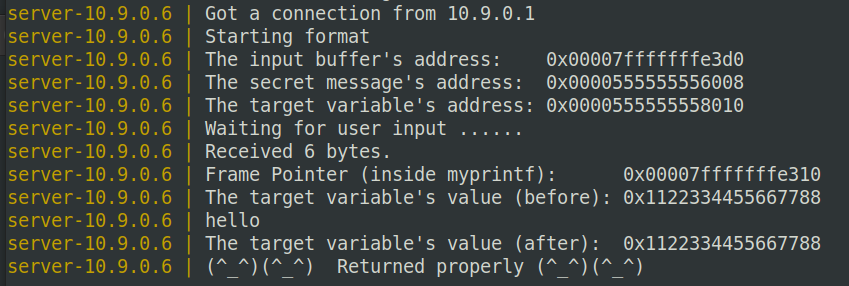 server-10.9.0.6 | Got a connection from 10.9.0.1
server-10.9.0.6 | Starting format
server-10.9.0.6 | The input buffer's address:    0x00007fffffffe3d0
server-10.9.0.6 | The secret message's address:  0x0000555555556008
server-10.9.0.6 | The target variable's address: 0x0000555555558010
server-10.9.0.6 | Waiting for user input ......
server-10.9.0.6 | Received 6 bytes.
server-10.9.0.6 | Frame Pointer (inside myprintf):      0x00007fffffffe310
server-10.9.0.6 | The target variable's value (before): 0x1122334455667788
server-10.9.0.6 | hello
server-10.9.0.6 | The target variable's value (after):  0x1122334455667788
server-10.9.0.6 | (^_^)(^_^)  Returned properly (^_^)(^_^)